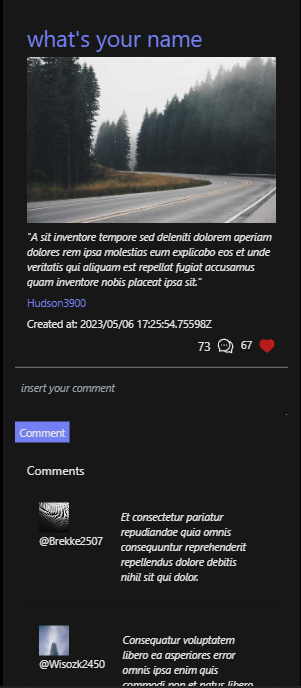 what's your name
"A sit inventore tempore sed deleniti dolorem aperiam
dolores rem ipsa molestias eum explicabo eos et unde
veritatis qui aliquam est repellat fugiat accusamus
quam inventore nobis placeat ipsa sit."
Hudson3900
Created at: 2023/05/06 17:25:54.75598Z
73 67
insert your comment
Comment
Comments
@Brekke2507
Et consectetur pariatur
repudiandae quia omnis
consequuntur reprehenderit
repellendus dolore debitis
nihil sit qui dolor.
@Wisozk2450
Consequatur voluptatem
libero ea asperiores error
omnis ipsa enim quis
commodi non et natus libero